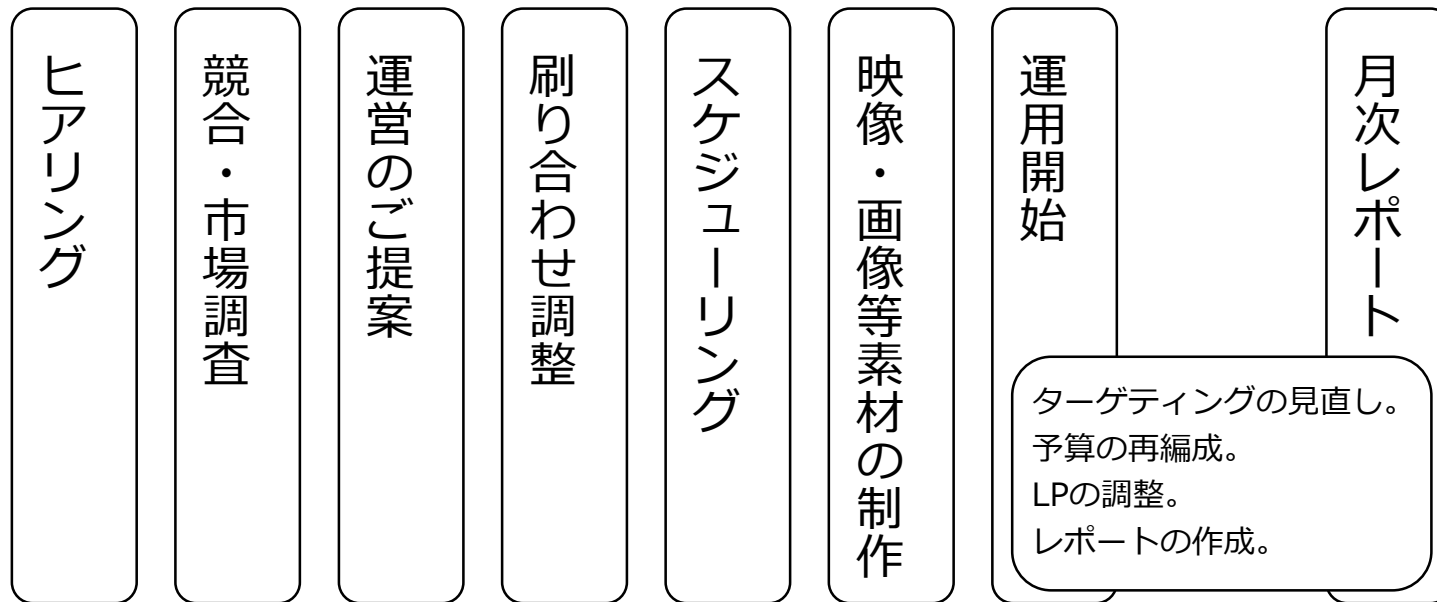 ヒアリング
競合・市場調査
運営のご提案
刷り合わせ調整
スケジューリング
映像・画像等素材の制作
運用開始
月次レポート
ターゲティングの見直し。
予算の再編成。
LPの調整。
レポートの作成。